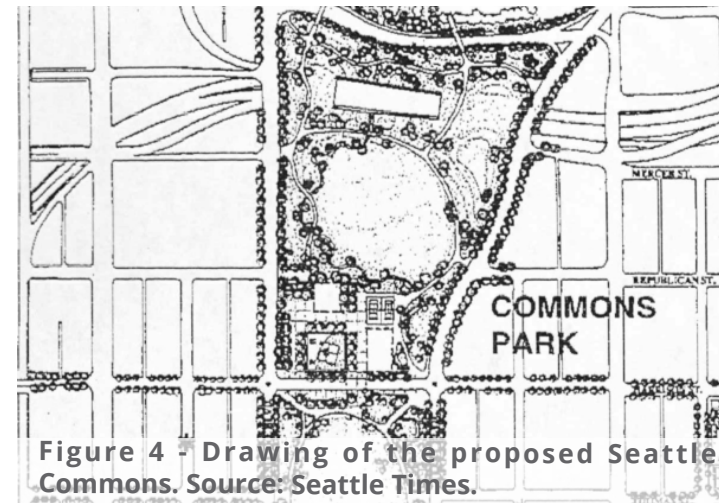 MERCER ST.
REPUBLICAN ST.
COMMONS
PARK
Figure 4 - Drawing of the proposed Seattle
Commons. Source: Seattle Times.